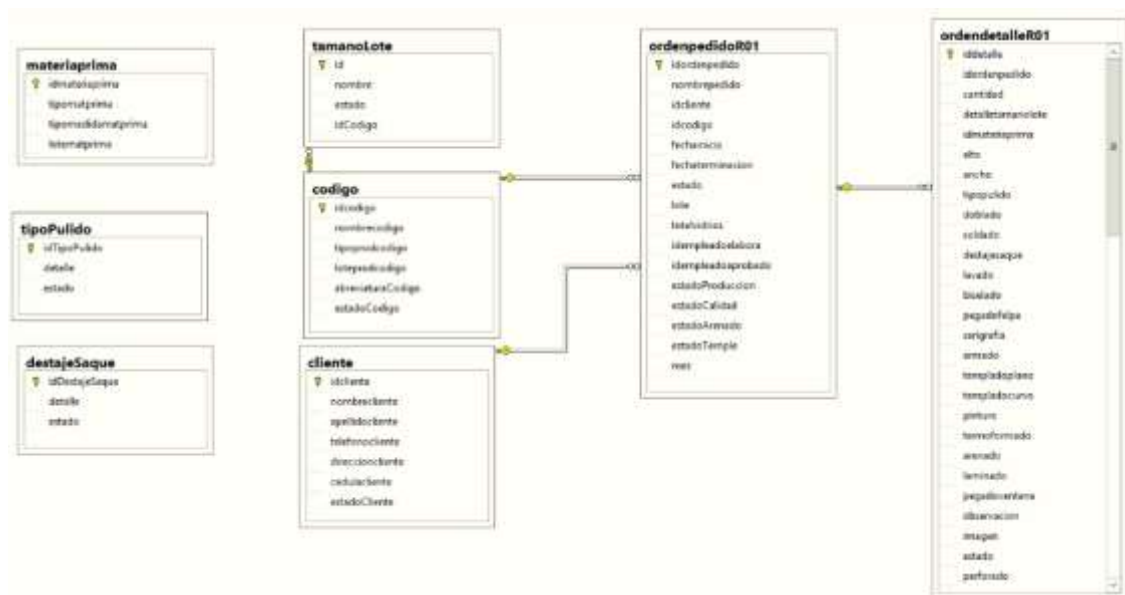 materiaprima
idmateriaprima
tipomatprima
tipomedidamatprima
lotematprima
tipoPulido
idTipoPulido
detalle
estado
destajeSaque
idDestajeSaque
detalle
estado
tamanoLote
id
nombre
estado
idCodigo
codigo
idcodigo
nombrecodigo
tipoprodcodigo
loteprodcodigo
abreviaturaCodigo
estadoCodigo
cliente
idcliente
nombrecliente
apellidocliente
telefonocliente
direccioncliente
cedulacliente
estadoCliente
ordenpedidoR01
idordenpedido
nombrepedido
idcliente
idcodigo
fechainicio
fechaterminacion
estado
lote
totalvidrios
idempleadoelabora
idempleadoaprobado
estadoProduccion
estadoCalidad
estadoArmado
estadoTemple
mes
ordendetalleR01
iddetalle
idordenpedido
cantidad
detalletamanolote
idmateriaprima
alto
ancho
tipopulido
doblado
soldado
destajesaque
lavado
biselado
pegadofelpa
serigrafia
armado
templadoplano
templadocurvo
pintura
termoformado
arenado
laminado
pegadoventana
observacion
imagen
estado
perforado